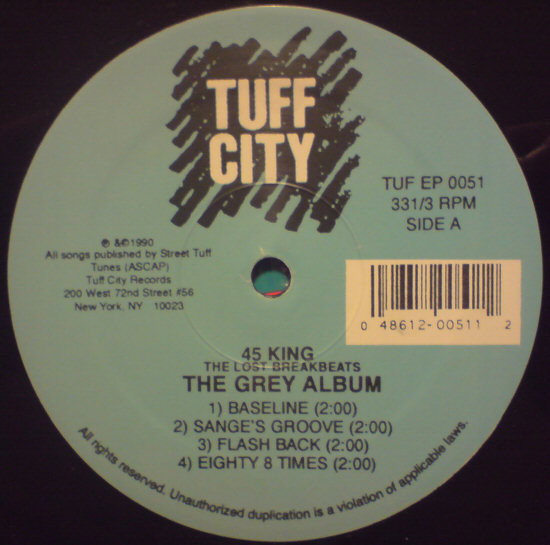 TUFF
CITY
TUF EP 0051
331/3 RPM
SIDE A
℗ &©1990
All songs published by Street Tuff
Tunes (ASCAP)
Tuff City Records
200 West 72nd Street #56
New York, NY 10023
0 48612-00511 2
45 KING
THE LOST BREAKBEATS
THE GREY ALBUM
1) BASELINE (2:00)
2) SANGE'S GROOVE (2:00)
3) FLASH BACK (2:00)
4) EIGHTY 8 TIMES (2:00)
All rights reserved. Unauthorized duplication is a violation of applicable laws.